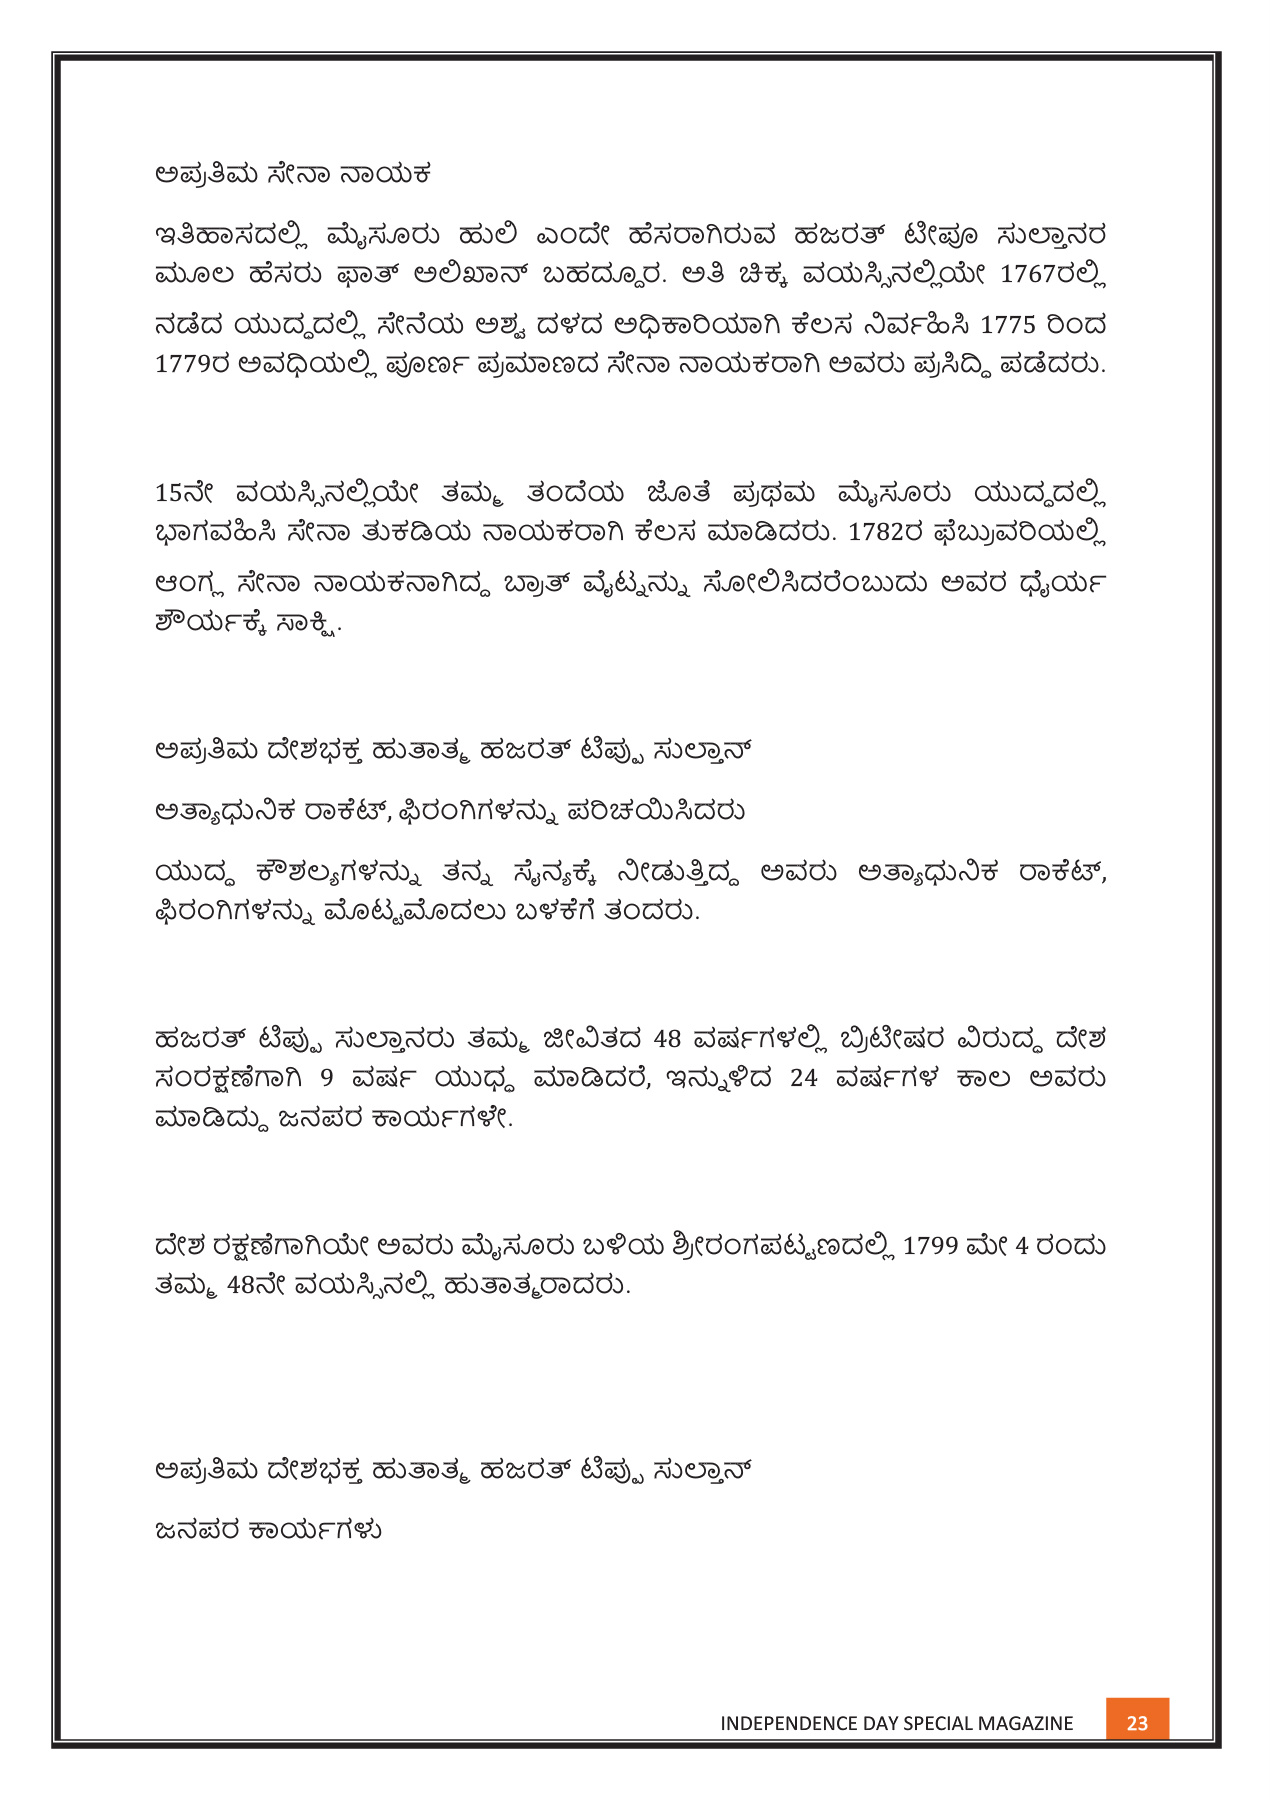 ಅಪ್ರತಿಮ ಸೇನಾ ನಾಯಕ
ಇತಿಹಾಸದಲ್ಲಿ ಮೈಸೂರು ಹುಲಿ ಎಂದೇ ಹೆಸರಾಗಿರುವ ಹಜರತ್ ಟೀಪೂ ಸುಲ್ತಾನರ
ಮೂಲ ಹೆಸರು ಫಾತ್ ಅಲಿಖಾನ್ ಬಹದ್ದೂರ. ಅತಿ ಚಿಕ್ಕ ವಯಸ್ಸಿನಲ್ಲಿಯೇ 1767ರಲ್ಲಿ
ನಡೆದ ಯುದ್ಧದಲ್ಲಿ ಸೇನೆಯ ಅಶ್ವ ದಳದ ಅಧಿಕಾರಿಯಾಗಿ ಕೆಲಸ ನಿರ್ವಹಿಸಿ 1775 ರಿಂದ
1779ರ ಅವಧಿಯಲ್ಲಿ ಪೂರ್ಣ ಪ್ರಮಾಣದ ಸೇನಾ ನಾಯಕರಾಗಿ ಅವರು ಪ್ರಸಿದ್ಧಿ ಪಡೆದರು.
15ನೇ ವಯಸ್ಸಿನಲ್ಲಿಯೇ ತಮ್ಮ ತಂದೆಯ ಜೊತೆ ಪ್ರಥಮ ಮೈಸೂರು ಯುದ್ಧದಲ್ಲಿ
ಭಾಗವಹಿಸಿ ಸೇನಾ ತುಕಡಿಯ ನಾಯಕರಾಗಿ ಕೆಲಸ ಮಾಡಿದರು. 1782ರ ಫೆಬ್ರುವರಿಯಲ್ಲಿ
ಆಂಗ್ಲ ಸೇನಾ ನಾಯಕನಾಗಿದ್ದ ಬ್ರಾತ್ ವೈಟ್ನನ್ನು ಸೋಲಿಸಿದರೆಂಬುದು ಅವರ ಧೈರ್ಯ
ಶೌರ್ಯಕ್ಕೆ ಸಾಕ್ಷಿ.
ಅಪ್ರತಿಮ ದೇಶಭಕ್ತ ಹುತಾತ್ಮ ಹಜರತ್ ಟಿಪ್ಪು ಸುಲ್ತಾನ್
ಅತ್ಯಾಧುನಿಕ ರಾಕೆಟ್, ಫಿರಂಗಿಗಳನ್ನು ಪರಿಚಯಿಸಿದರು
ಯುದ್ಧ ಕೌಶಲ್ಯಗಳನ್ನು ತನ್ನ ಸೈನ್ಯಕ್ಕೆ ನೀಡುತ್ತಿದ್ದ ಅವರು ಅತ್ಯಾಧುನಿಕ ರಾಕೆಟ್,
ಫಿರಂಗಿಗಳನ್ನು ಮೊಟ್ಟಮೊದಲು ಬಳಕೆಗೆ ತಂದರು.
ಹಜರತ್ ಟಿಪ್ಪು ಸುಲ್ತಾನರು ತಮ್ಮ ಜೀವಿತದ 48 ವರ್ಷಗಳಲ್ಲಿ ಬ್ರಿಟೀಷರ ವಿರುದ್ಧ ದೇಶ
ಸಂರಕ್ಷಣೆಗಾಗಿ 9 ವರ್ಷ ಯುಧ್ಧ ಮಾಡಿದರೆ, ಇನ್ನುಳಿದ 24 ವರ್ಷಗಳ ಕಾಲ ಅವರು
ಮಾಡಿದ್ದು ಜನಪರ ಕಾರ್ಯಗಳೇ.
ದೇಶ ರಕ್ಷಣೆಗಾಗಿಯೇ ಅವರು ಮೈಸೂರು ಬಳಿಯ ಶ್ರೀರಂಗಪಟ್ಟಣದಲ್ಲಿ 1799 ಮೇ 4 ರಂದು
ತಮ್ಮ 48ನೇ ವಯಸ್ಸಿನಲ್ಲಿ ಹುತಾತ್ಮರಾದರು.
ಅಪ್ರತಿಮ ದೇಶಭಕ್ತ ಹುತಾತ್ಮ ಹಜರತ್ ಟಿಪ್ಪು ಸುಲ್ತಾನ್
ಜನಪರ ಕಾರ್ಯಗಳು
INDEPENDENCE DAY SPECIAL MAGAZINE 23